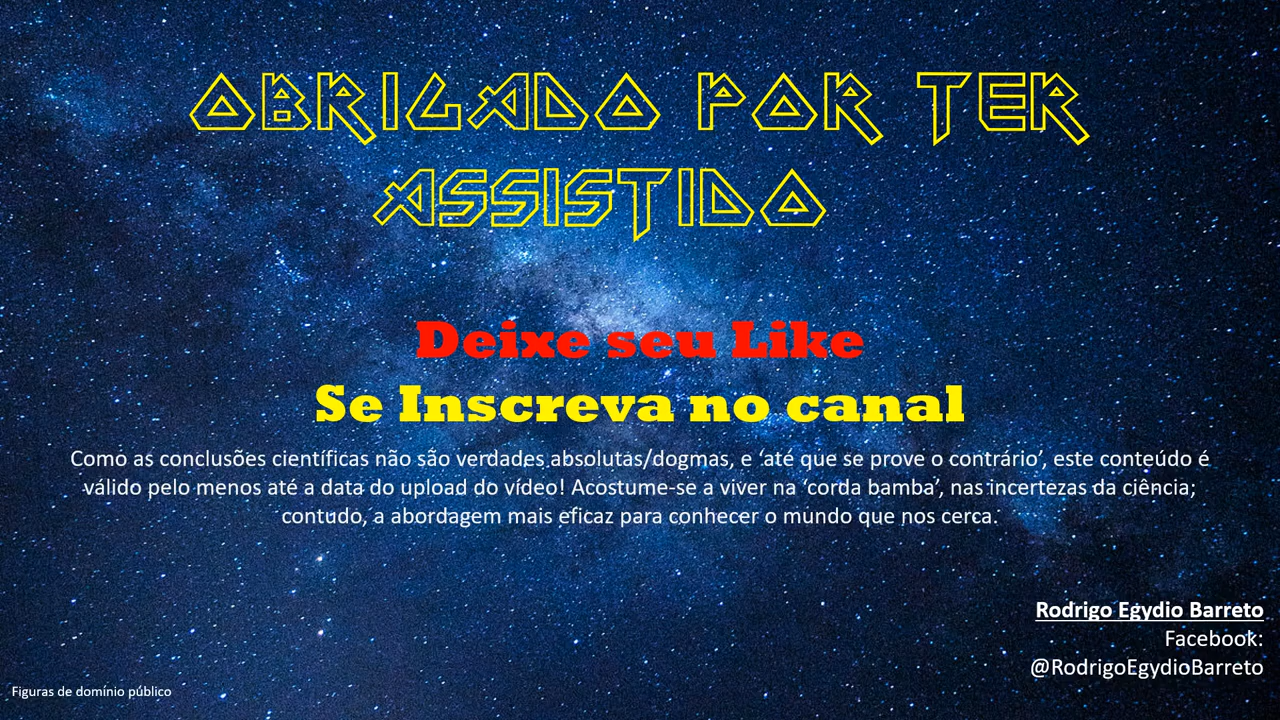 OBRIGADO POR TER
ASSISTIDO
Deixe seu Like
Se Inscreva no canal
Como as conclusões científicas não são verdades absolutas/dogmas, e ‘até que se prove o contrário’, este conteúdo é
válido pelo menos até a data do upload do vídeo! Acostume-se a viver na ‘corda bamba’, nas incertezas da ciência;
contudo, a abordagem mais eficaz para conhecer o mundo que nos cerca.
Rodrigo Egydio Barreto
Facebook:
@RodrigoEgydioBarreto
Figuras de domínio público